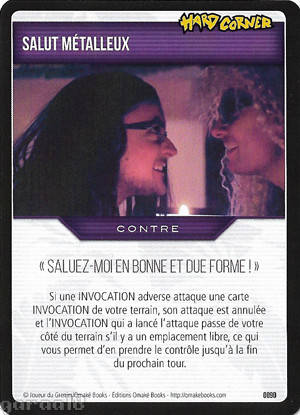 HARD CORNER
SALUT MÉTALLEUX
CONTRE
« SALUEZ-MOI EN BONNE ET DUE FORME ! »
Si une INVOCATION adverse attaque une carte
INVOCATION de votre terrain, son attaque est annulée
et l'INVOCATION qui a lancé l'attaque passe de votre
côté du terrain s'il y a un emplacement libre, ce qui
vous permet d'en prendre le contrôle jusqu'à la fin
du prochain tour.
© Joueur du Grenier/Omaké Books - Éditions Omaké Books - http://omakebooks.com/
0090